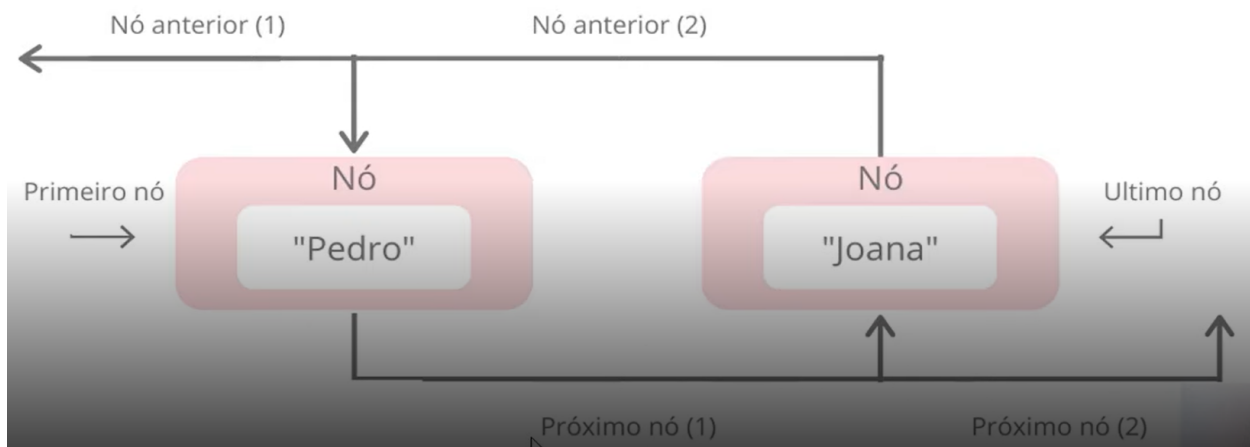 Nó anterior (1)
Nó anterior (2)
Primeiro nó
Nó
"Pedro"
Nó
"Joana"
Ultimo nó
Próximo nó (1)
Próximo nó (2)